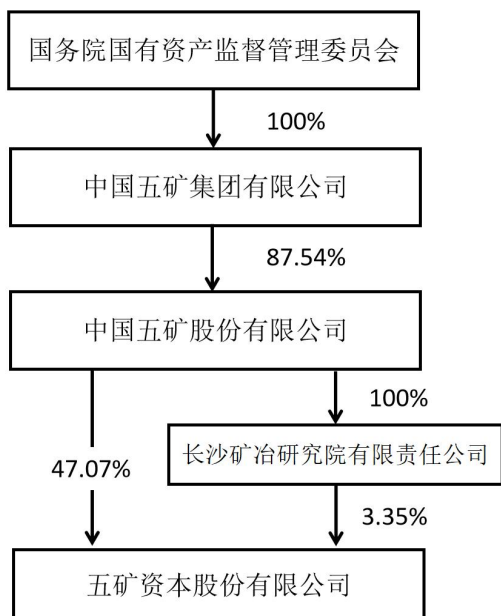 国务院国有资产监督管理委员会
100%
中国五矿集团有限公司
87.54%
中国五矿股份有限公司
100%
长沙矿冶研究院有限责任公司
47.07%
3.35%
五矿资本股份有限公司